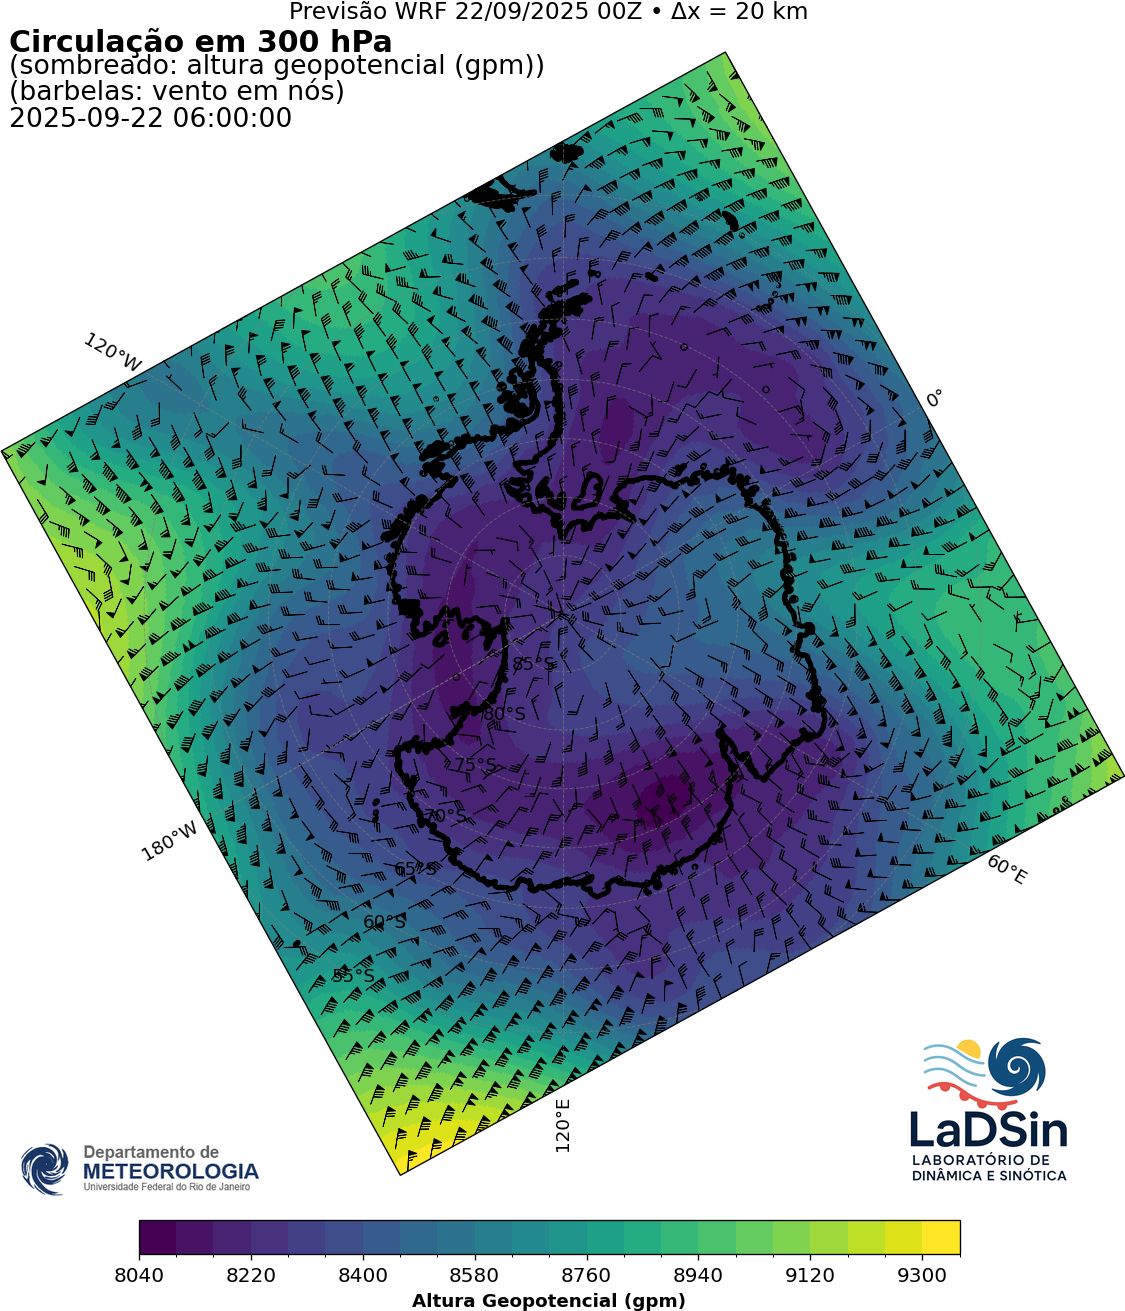 Previsão WRF 22/09/2025 00Z • Δx = 20 km
Circulação em 300 hPa
(sombreado: altura geopotencial (gpm))
(barbelas: vento em nós)
2025-09-22 06:00:00
120°W
0°
85°S
80°S
75°S
70°S
180°W
65°S
60°E
60°S
55°S
120°E
LaDSin
LABORATÓRIO DE
DINÂMICA E SINÓTICA
Departamento de
METEOROLOGIA
Universidade Federal do Rio de Janeiro
8040 8220 8400 8580 8760 8940 9120 9300
Altura Geopotencial (gpm)